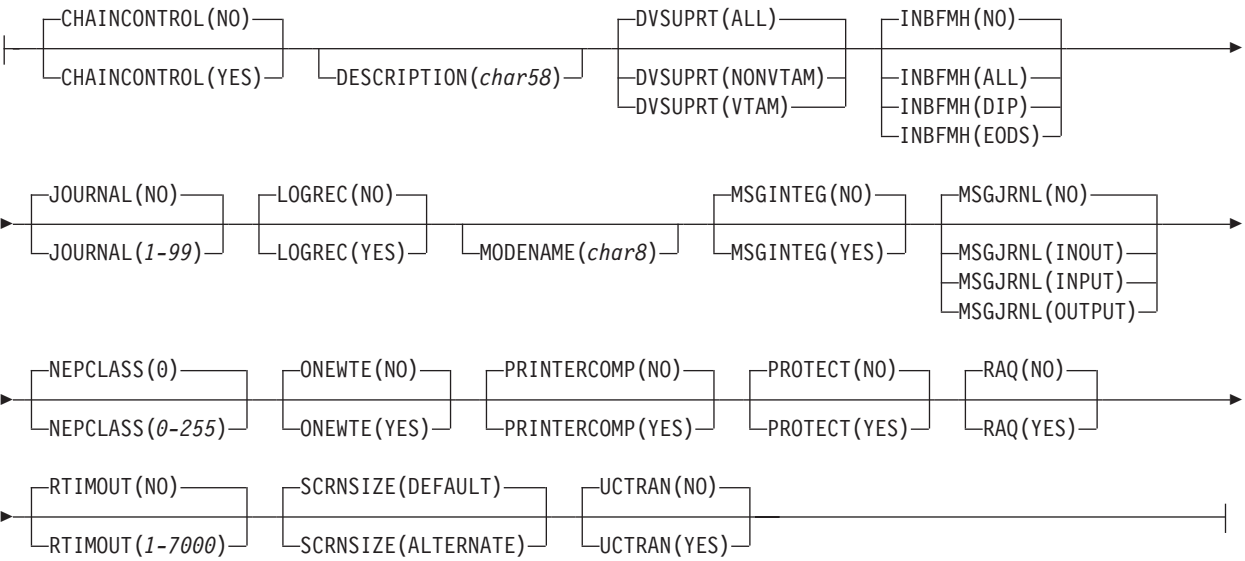 CHAINCONTROL(NO) DVSUPRT(ALL) INBFMH(NO)
CHAINCONTROL(YES) DESCRIPTION(char58) DVSUPRT(NONVTAM) INBFMH(ALL)
DVSUPRT(VTAM) INBFMH(DIP)
INBFMH(EODS)
JOURNAL(NO) LOGREC(NO) MSGINTEG(NO) MSGJRNL(NO)
JOURNAL(1-99) LOGREC(YES) MODENAME(char8) MSGINTEG(YES) MSGJRNL(INOUT)
MSGJRNL(INPUT)
MSGJRNL(OUTPUT)
NEPCLASS(0) ONEWTE(NO) PRINTERCOMP(NO) PROTECT(NO) RAQ(NO)
NEPCLASS(0-255) ONEWTE(YES) PRINTERCOMP(YES) PROTECT(YES) RAQ(YES)
RTIMOUT(NO) SCRNSIZE(DEFAULT) UCTRAN(NO)
RTIMOUT(1-7000) SCRNSIZE(ALTERNATE) UCTRAN(YES)